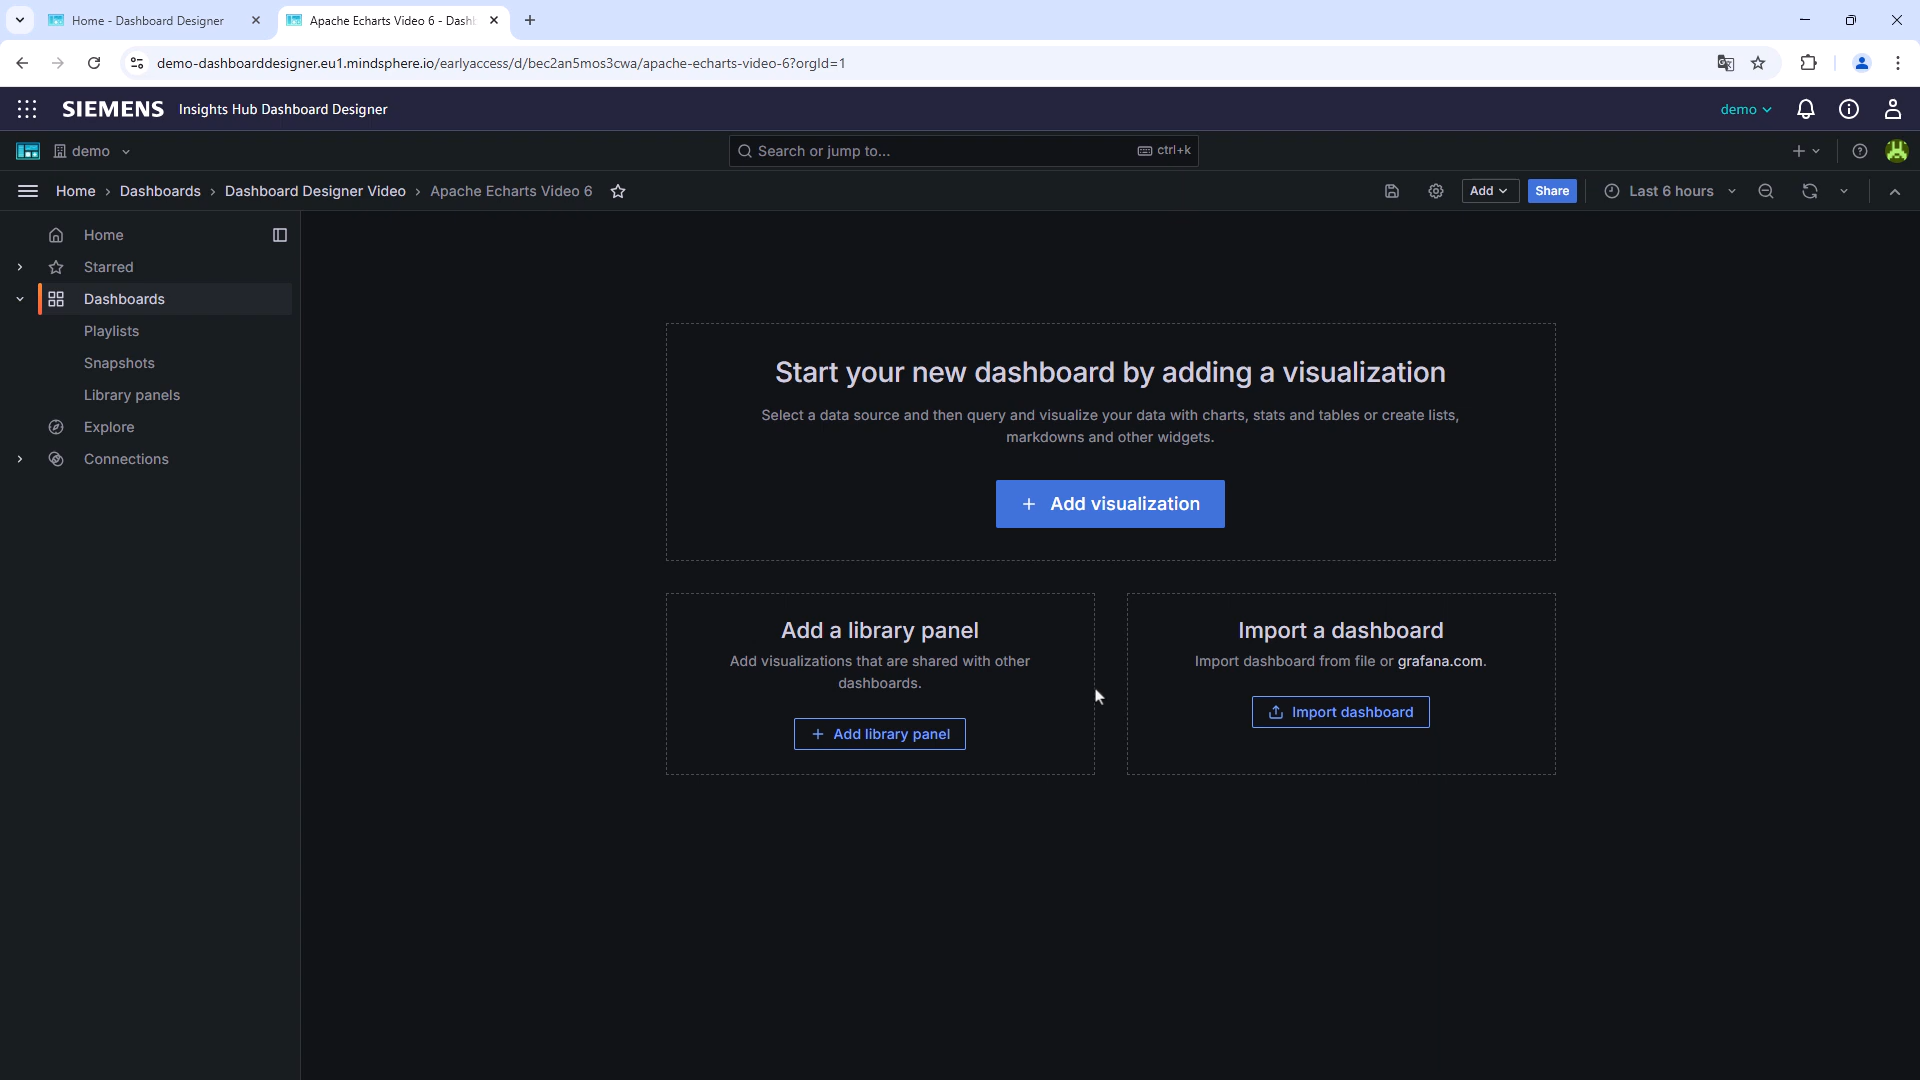 Home - Dashboard Designer
Apache Echarts Video 6 - Dash
demo-dashboarddesigner.eu1.mindsphere.io/earlyaccess/d/bec2an5mos3cwa/apache-echarts-video-6?orgId=1
SIEMENS Insights Hub Dashboard Designer
demo
demo
Search or jump to...
ctrl+k
Home › Dashboards › Dashboard Designer Video › Apache Echarts Video 6
Add
Share
Last 6 hours
Home
Starred
Dashboards
Playlists
Snapshots
Library panels
Explore
Connections
Start your new dashboard by adding a visualization
Select a data source and then query and visualize your data with charts, stats and tables or create lists,
markdowns and other widgets.
+ Add visualization
Add a library panel
Add visualizations that are shared with other
dashboards.
+ Add library panel
Import a dashboard
Import dashboard from file or grafana.com.
Import dashboard